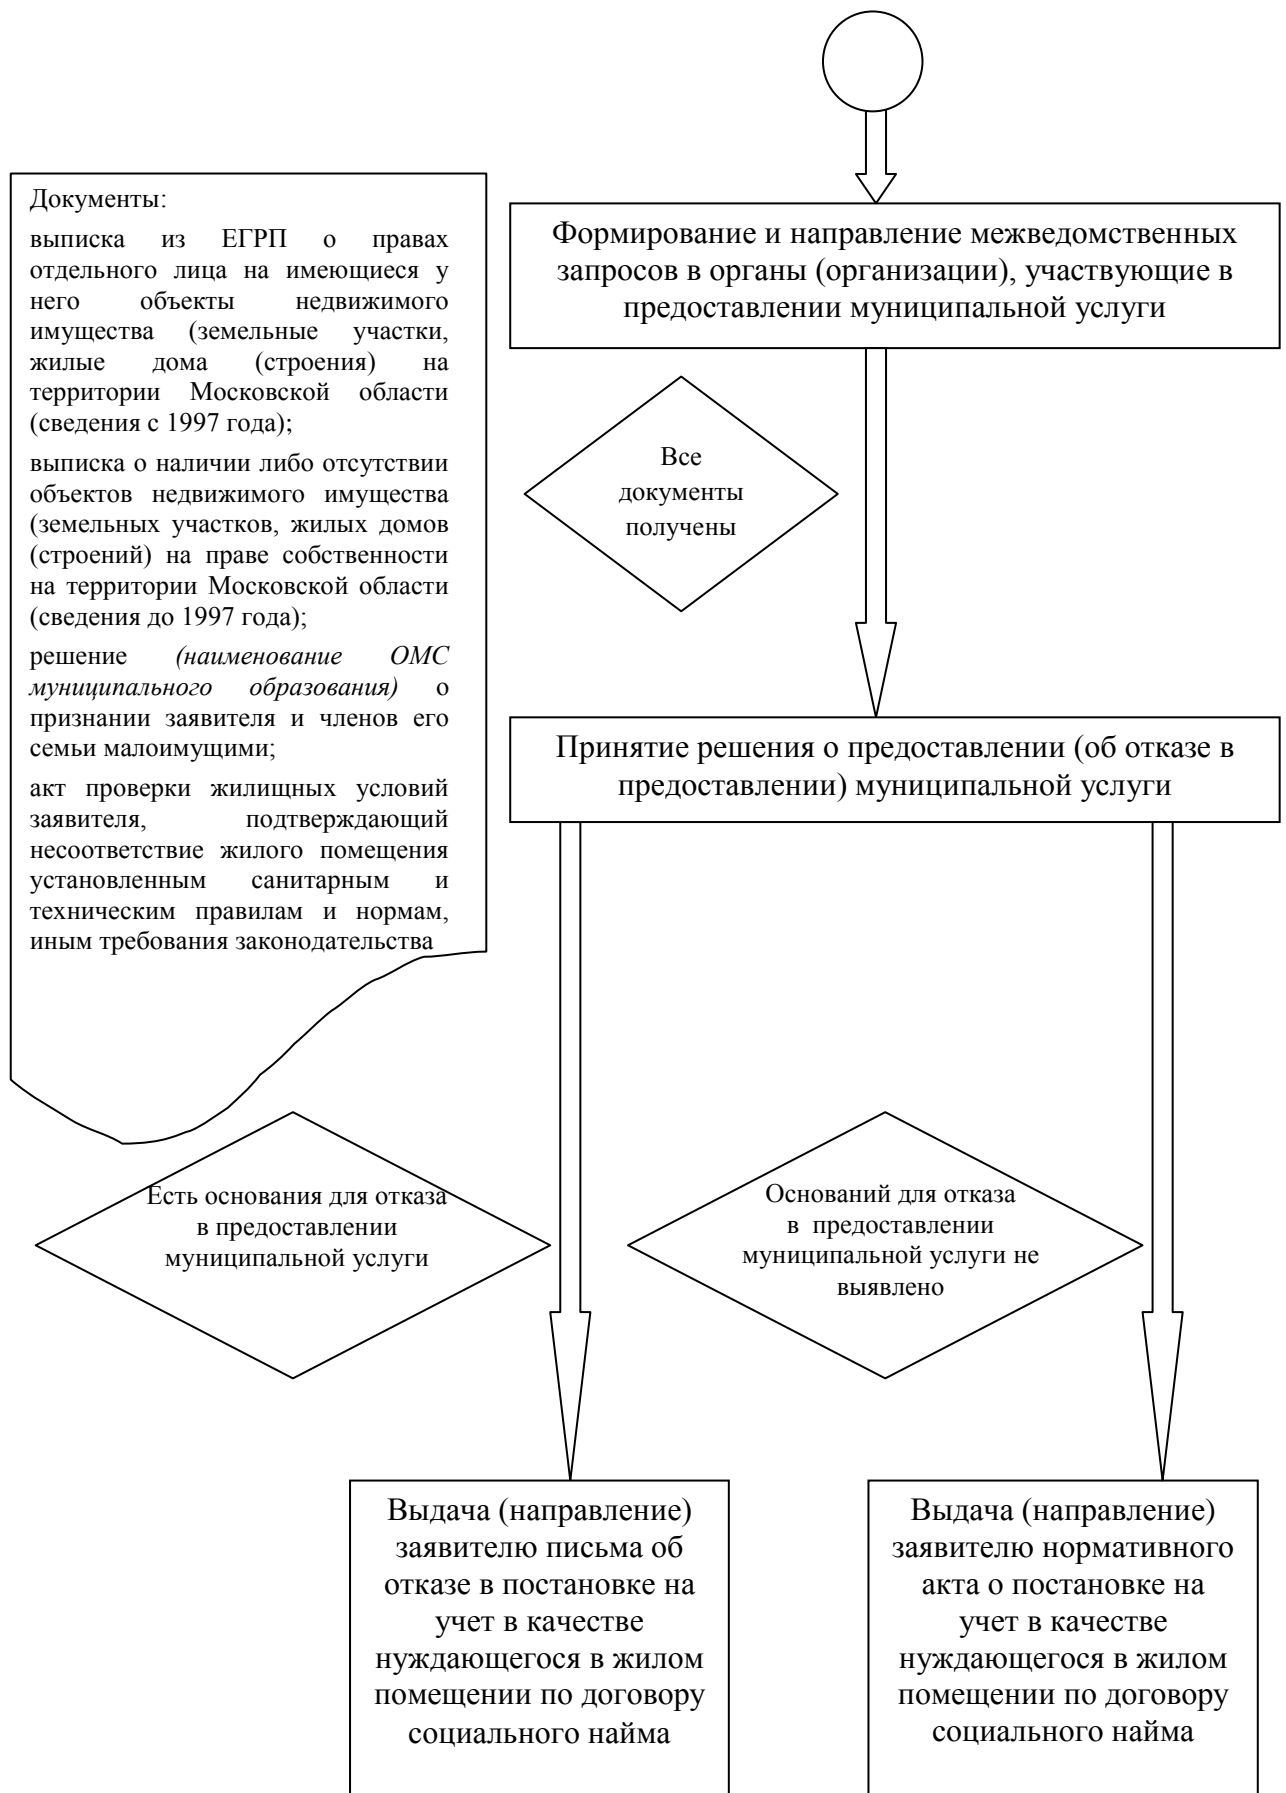 Документы:
выписка из ЕГРП о правах
отдельного лица на имеющиеся у
него объекты недвижимого
имущества (земельные участки,
жилые дома (строения) на
территории Московской области
(сведения с 1997 года);
выписка о наличии либо отсутствии
объектов недвижимого имущества
(земельных участков, жилых домов
(строений) на праве собственности
на территории Московской области
(сведения до 1997 года);
решение (наименование ОМС
муниципального образования) о
признании заявителя и членов его
семьи малоимущими;
акт проверки жилищных условий
заявителя, подтверждающий
несоответствие жилого помещения
установленным санитарным и
техническим правилам и нормам,
иным требования законодательства
Формирование и направление межведомственных
запросов в органы (организации), участвующие в
предоставлении муниципальной услуги
Все
документы
получены
Принятие решения о предоставлении (об отказе в
предоставлении) муниципальной услуги
Есть основания для отказа
в предоставлении
муниципальной услуги
Оснований для отказа
в предоставлении
муниципальной услуги не
выявлено
Выдача (направление)
заявителю письма об
отказе в постановке на
учет в качестве
нуждающегося в жилом
помещении по договору
социального найма
Выдача (направление)
заявителю нормативного
акта о постановке на
учет в качестве
нуждающегося в жилом
помещении по договору
социального найма